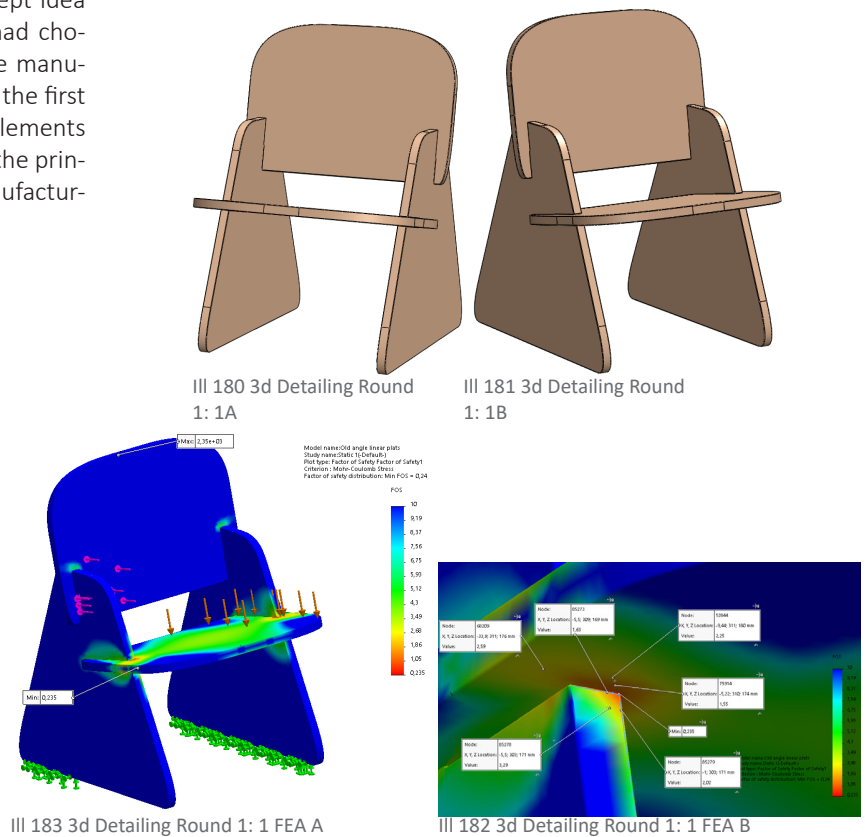 ept idea
had cho-
e manu-
the first
elements
the prin-
ufactur-
Ill 180 3d Detailing Round
1: 1A
Ill 181 3d Detailing Round
1: 1B
Max: 2,35e+03
Model name:Old angle linear plats
Study name:Static 1(-Default-)
Plot type: Factor of Safety Factor of Safety1
Criterion : Mohr-Coulomb Stress
Factor of safety distribution: Min FOS = 0,24
FOS
10
9,19
8,37
7,56
6,75
5,93
4,3
3,49
2,68
1,86
1,05
0,235
Min: 0,235
Node:
X, Y, Z Location:
Value: 2,59
Node: 85273
X, Y, Z Location:
Value: 1,63
Node:
X, Y, Z Location:
Value: 2,25
Node:
X, Y, Z Location:
Value:
Min: 0,235
Node: 85278
X, Y, Z Location:
Value: 3,29
Node: 85279
X, Y, Z Location:
Value: 2,02
Ill 183 3d Detailing Round 1: 1 FEA A
Ill 182 3d Detailing Round 1: 1 FEA B